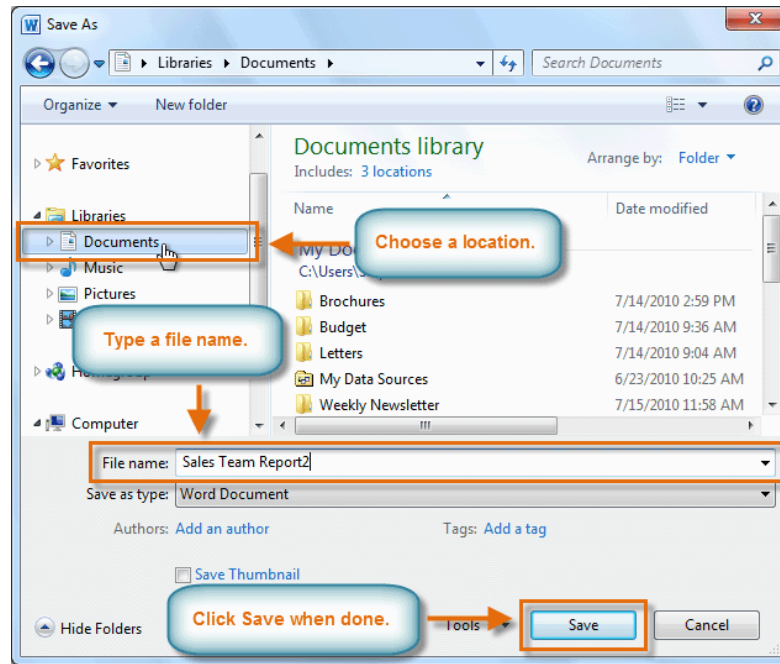 Save As
Libraries Documents
Search Documents
Organize New folder
Favorites
Libraries
Documents
Music
Pictures
Computer
Documents library
Includes: 3 locations
Arrange by: Folder
Name Date modified
C:\Users\
Brochures 7/14/2010 2:59 PM
Budget 7/14/2010 9:36 AM
Letters 7/14/2010 9:04 AM
My Data Sources 6/23/2010 10:25 AM
Weekly Newsletter 7/15/2010 11:58 AM
Choose a location.
Type a file name.
File name: Sales Team Report2
Save as type: Word Document
Authors: Add an author Tags: Add a tag
Save Thumbnail
Click Save when done.
Hide Folders Tools Save Cancel